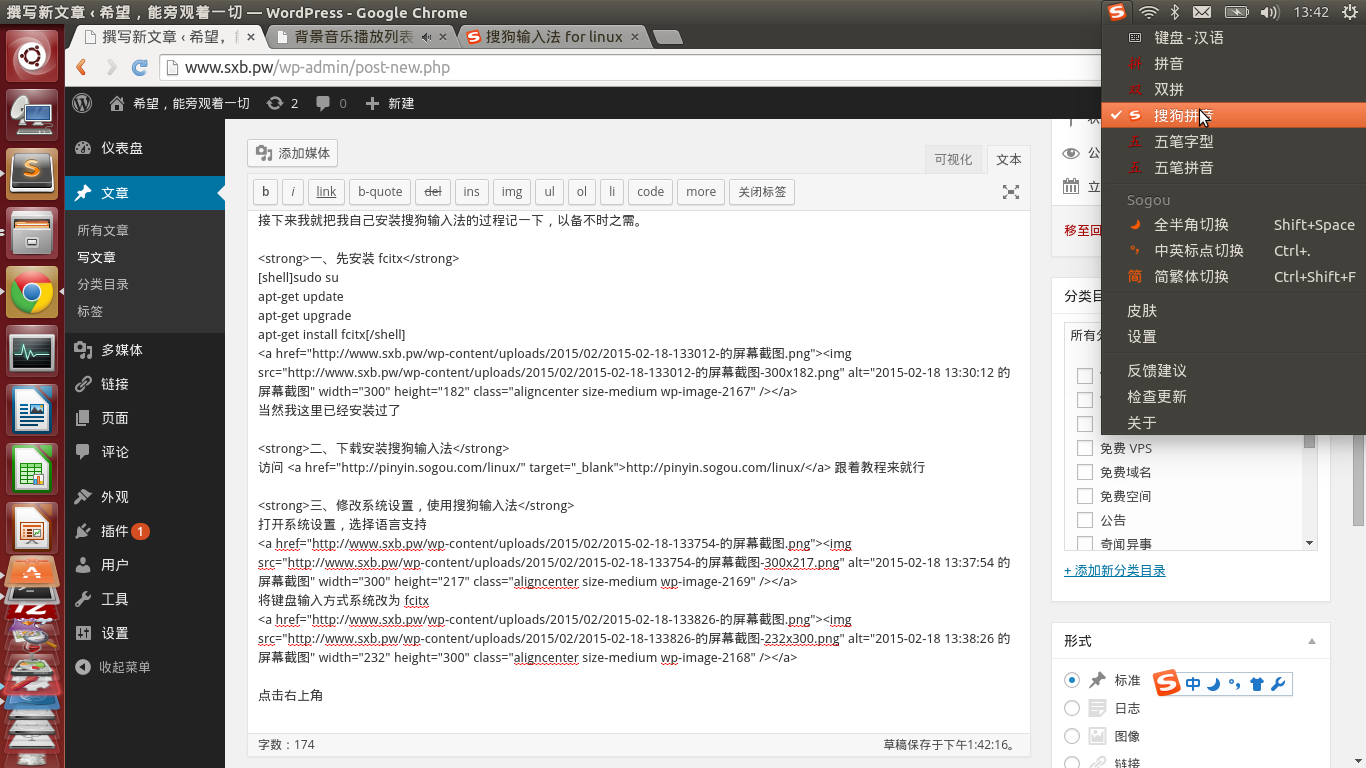 撰写新文章 ‹ 希望，能旁观着一切 — WordPress - Google Chrome
13:42
撰写新文章 ‹ 希望，f
背景音乐播放列表
搜狗输入法 for linux
www.sxb.pw/wp-admin/post-new.php
希望，能旁观着一切
2
0
新建
仪表盘
文章
所有文章
写文章
分类目录
标签
多媒体
链接
页面
评论
外观
插件 1
用户
工具
设置
收起菜单
添加媒体
可视化
文本
b
i
link
b-quote
del
ins
img
ul
ol
li
code
more
关闭标签
接下来我就把我自己安装搜狗输入法的过程记一下，以备不时之需。
<strong>一、先安装 fcitx</strong>
[shell]sudo su
apt-get update
apt-get upgrade
apt-get install fcitx[/shell]
<a href="http://www.sxb.pw/wp-content/uploads/2015/02/2015-02-18-133012-的屏幕截图.png"><img
src="http://www.sxb.pw/wp-content/uploads/2015/02/2015-02-18-133012-的屏幕截图-300x182.png" alt="2015-02-18 13:30:12 的
屏幕截图" width="300" height="182" class="aligncenter size-medium wp-image-2167" /></a>
当然我这里已经安装过了
<strong>二、下载安装搜狗输入法</strong>
访问 <a href="http://pinyin.sogou.com/linux/" target="_blank">http://pinyin.sogou.com/linux/</a> 跟着教程来就行
<strong>三、修改系统设置，使用搜狗输入法</strong>
打开系统设置，选择语言支持
<a href="http://www.sxb.pw/wp-content/uploads/2015/02/2015-02-18-133754-的屏幕截图.png"><img
src="http://www.sxb.pw/wp-content/uploads/2015/02/2015-02-18-133754-的屏幕截图-300x217.png" alt="2015-02-18 13:37:54 的
屏幕截图" width="300" height="217" class="aligncenter size-medium wp-image-2169" /></a>
将键盘输入方式系统改为 fcitx
<a href="http://www.sxb.pw/wp-content/uploads/2015/02/2015-02-18-133826-的屏幕截图.png"><img
src="http://www.sxb.pw/wp-content/uploads/2015/02/2015-02-18-133826-的屏幕截图-232x300.png" alt="2015-02-18 13:38:26 的
屏幕截图" width="232" height="300" class="aligncenter size-medium wp-image-2168" /></a>
点击右上角
字数：174
草稿保存于下午1:42:16。
键盘 - 汉语
拼 拼音
双 双拼
搜狗拼音
五 五笔字型
五 五笔拼音
Sogou
全半角切换 Shift+Space
中英标点切换 Ctrl+.
简 简繁体切换 Ctrl+Shift+F
皮肤
设置
反馈建议
检查更新
关于
公
立
移至回
分类目
所有分
免费 VPS
免费域名
免费空间
公告
奇闻异事
+ 添加新分类目录
形式
标准
日志
图像
链接
中